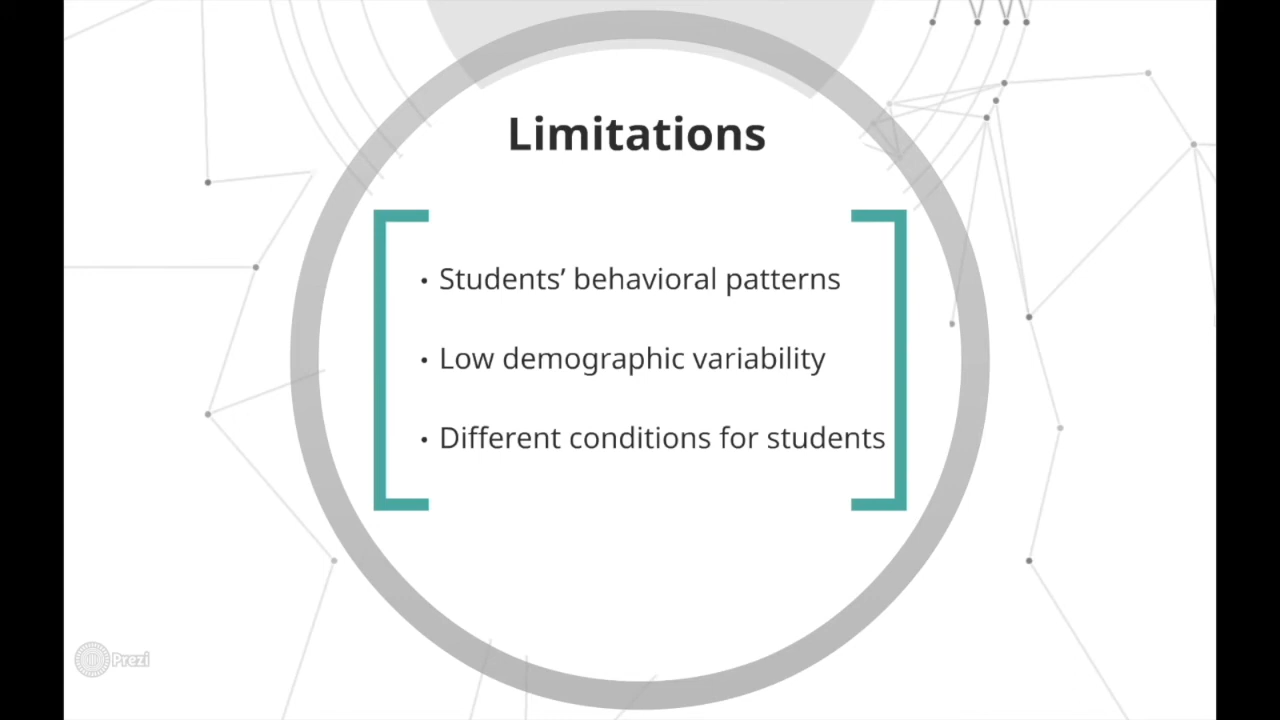 Limitations
• Students’ behavioral patterns
• Low demographic variability
• Different conditions for students
Prezi